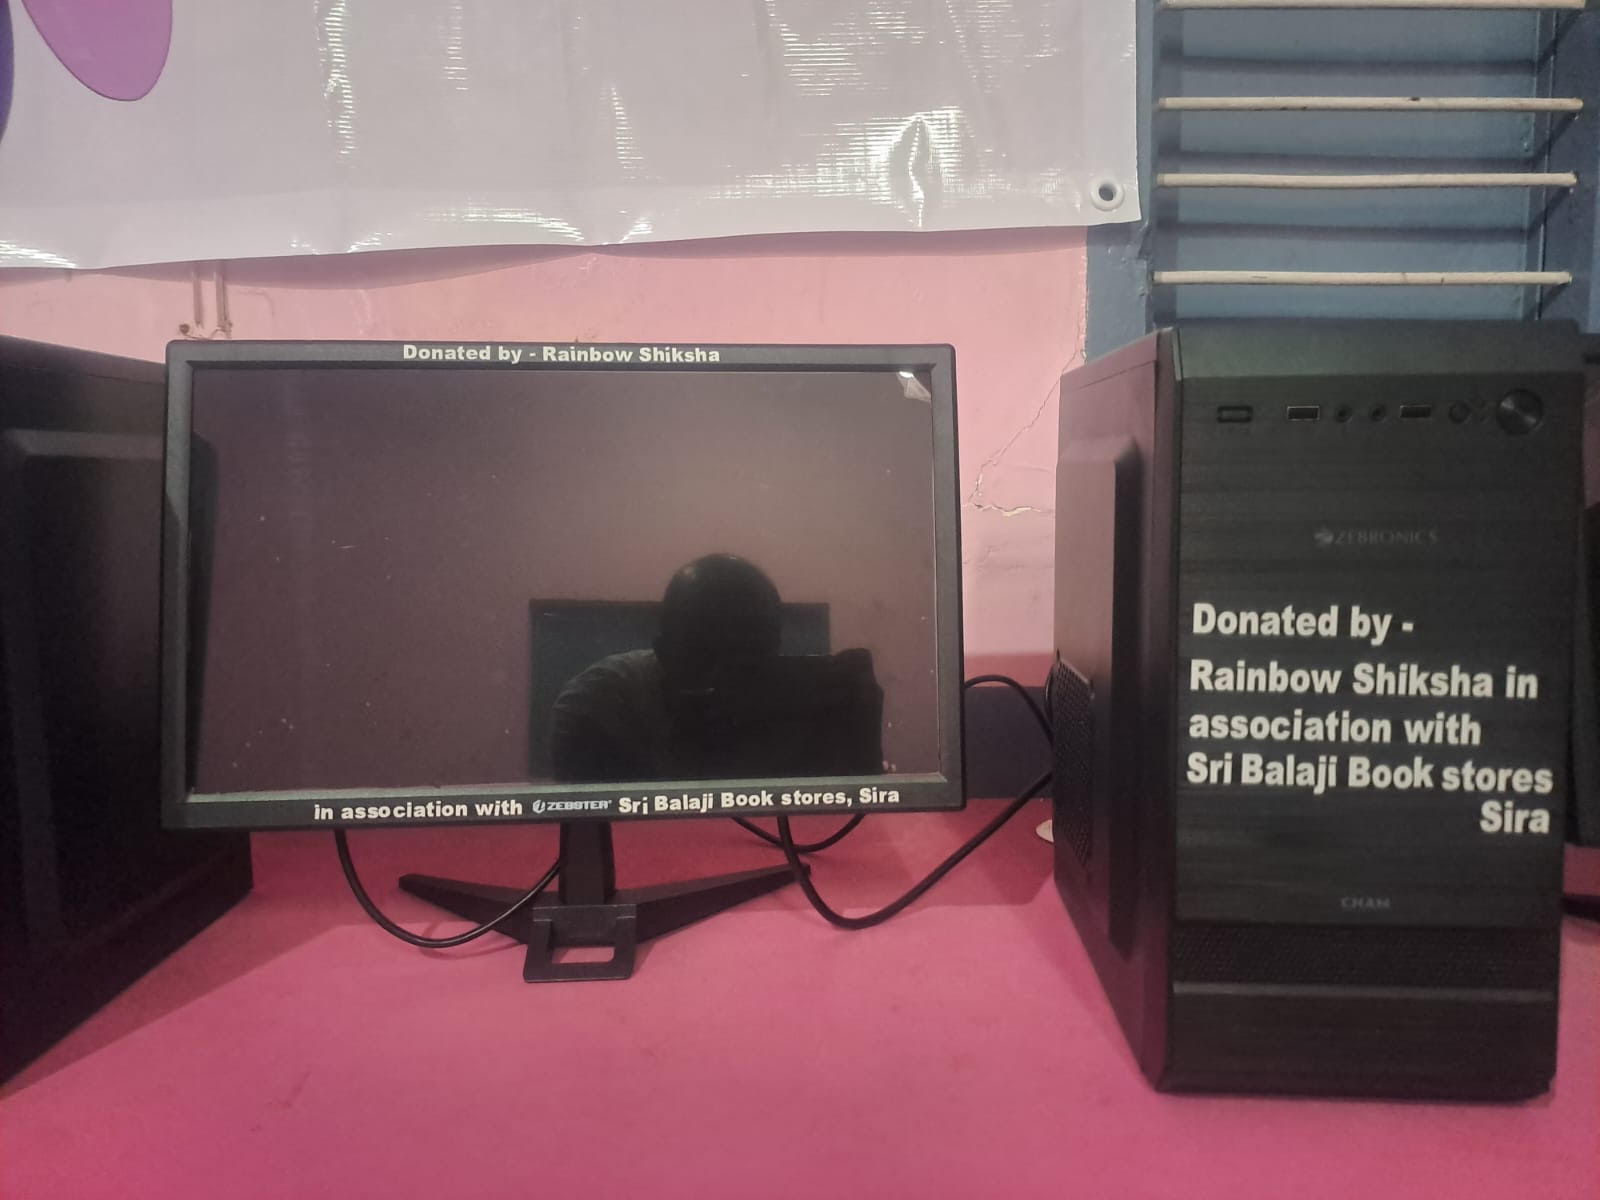 Donated by - Rainbow Shiksha
in association with ZEBSTER Sri Balaji Book stores, Sira
ZEBRONICS
Donated by -
Rainbow Shiksha in
association with
Sri Balaji Book stores
Sira
CHAM